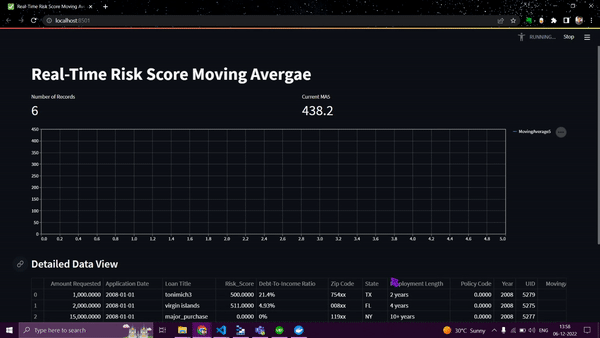 Real-Time Risk Score Moving Av
localhost:8501
RUNNING... Stop
Real-Time Risk Score Moving Avergae
Number of Records Current MA5
6 438.2
450
400
350
300
250
200
150
100
50
0
0.0 0.2 0.4 0.6 0.8 1.0 1.2 1.4 1.6 1.8 2.0 2.2 2.4 2.6 2.8 3.0 3.2 3.4 3.6 3.8 4.0 4.2 4.4 4.6 4.8 5.0
MovingAverage5
Detailed Data View
Amount Requested Application Date Loan Title Risk_Score Debt-To-Income Ratio Zip Code State Employment Length Policy Code Year UID Moving
0 1,000.0000 2008-01-01 tonimich3 500.0000 21.4% 754xx TX 2 years 0.0000 2008 5279
1 2,000.0000 2008-01-01 virgin islands 511.0000 4.93% 008xx FL 4 years 0.0000 2008 5275
2 15,000.0000 2008-01-01 major_purchase 0.0000 0% 119xx NY 10+ years 0.0000 2008 5277
Type here to search
30°C Sunny
ENG
13:56
06-12-2022